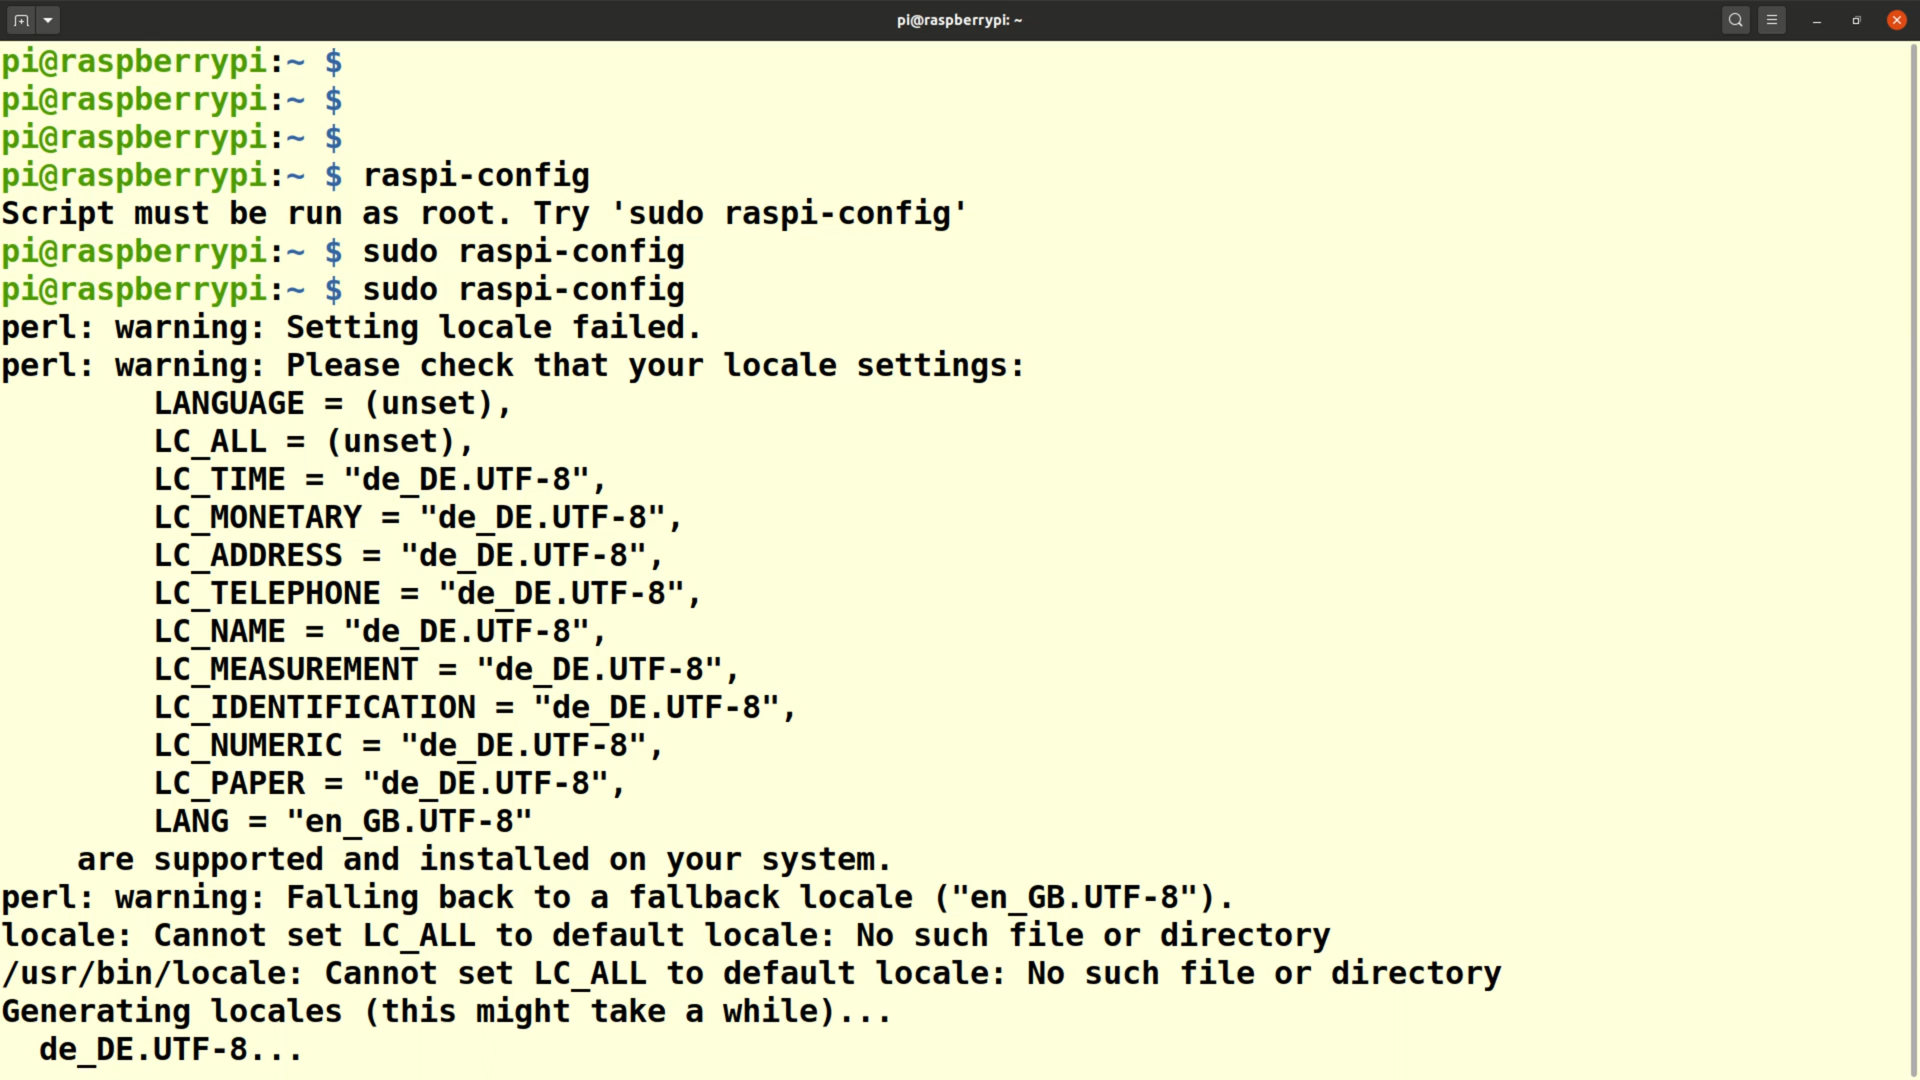 pi@raspberrypi: ~
pi@raspberrypi:~ $
pi@raspberrypi:~ $
pi@raspberrypi:~ $
pi@raspberrypi:~ $ raspi-config
Script must be run as root. Try 'sudo raspi-config'
pi@raspberrypi:~ $ sudo raspi-config
pi@raspberrypi:~ $ sudo raspi-config
perl: warning: Setting locale failed.
perl: warning: Please check that your locale settings:
        LANGUAGE = (unset),
        LC_ALL = (unset),
        LC_TIME = "de_DE.UTF-8",
        LC_MONETARY = "de_DE.UTF-8",
        LC_ADDRESS = "de_DE.UTF-8",
        LC_TELEPHONE = "de_DE.UTF-8",
        LC_NAME = "de_DE.UTF-8",
        LC_MEASUREMENT = "de_DE.UTF-8",
        LC_IDENTIFICATION = "de_DE.UTF-8",
        LC_NUMERIC = "de_DE.UTF-8",
        LC_PAPER = "de_DE.UTF-8",
        LANG = "en_GB.UTF-8"
    are supported and installed on your system.
perl: warning: Falling back to a fallback locale ("en_GB.UTF-8").
locale: Cannot set LC_ALL to default locale: No such file or directory
/usr/bin/locale: Cannot set LC_ALL to default locale: No such file or directory
Generating locales (this might take a while)...
  de_DE.UTF-8...